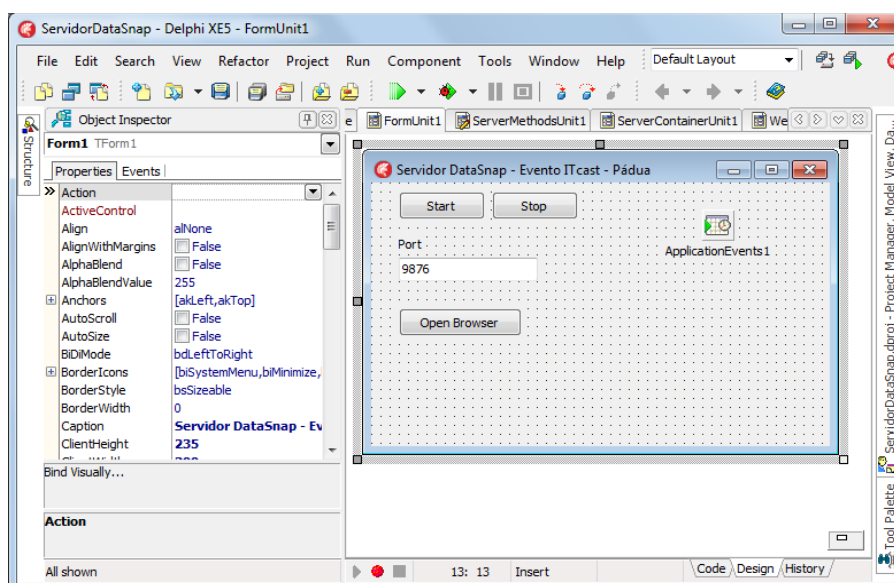 ServidorDataSnap - Delphi XE5 - FormUnit1
File Edit Search View Refactor Project Run Component Tools Window Help Default Layout
Structure
Object Inspector
Form1 TForm1
Properties Events
Action
ActiveControl
Align alNone
AlignWithMargins False
AlphaBlend False
AlphaBlendValue 255
Anchors [akLeft,akTop]
AutoScroll False
AutoSize False
BiDiMode bdLeftToRight
BorderIcons [biSystemMenu,biMinimize,
BorderStyle bsSizeable
BorderWidth 0
Caption Servidor DataSnap - Ev
ClientHeight 235
Bind Visually...
Action
All shown
e FormUnit1 ServerMethodsUnit1 ServerContainerUnit1 We
Servidor DataSnap - Evento ITcast - Pádua
Start Stop
Port
9876
ApplicationEvents1
Open Browser
13: 13 Insert Code Design History
ServidorDataSnap.dproj - Project Manager, Model View, Da...
Tool Palette